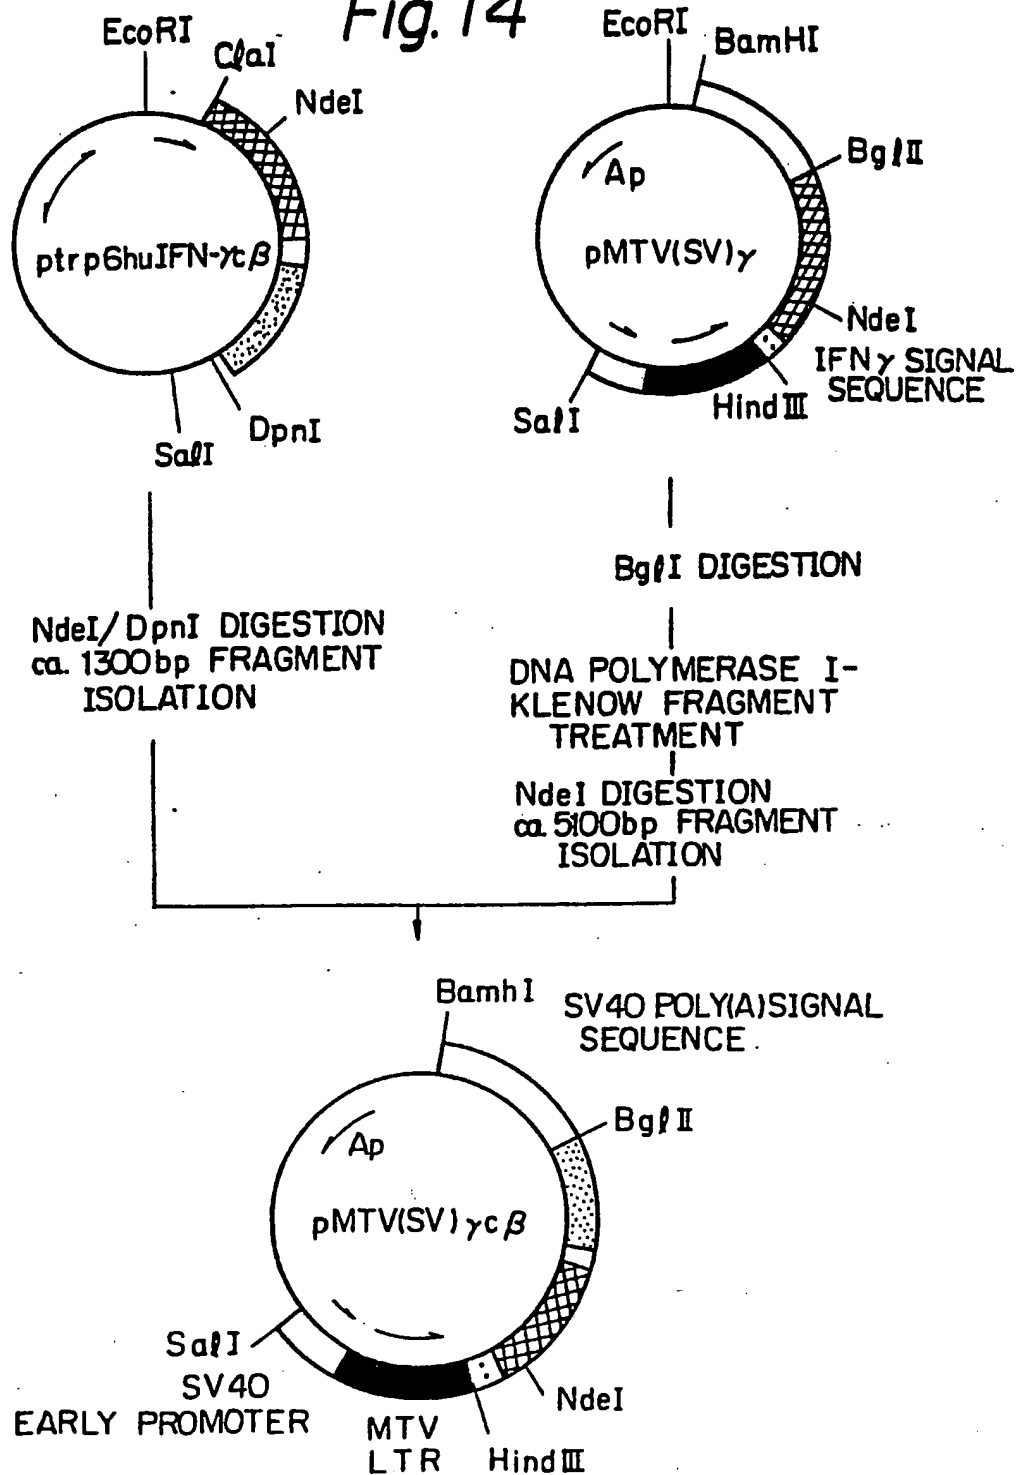 Fig. 14
EcoRI
ClaI
NdeI
ptrp6huIFN-γcβ
DpnI
SalI
EcoRI
BamHI
BglII
Ap
pMTV(SV)γ
NdeI
IFNγ SIGNAL
SEQUENCE
HindIII
SalI
NdeI/DpnI DIGESTION
ca. 1300bp FRAGMENT
ISOLATION
BglI DIGESTION
DNA POLYMERASE I-
KLENOW FRAGMENT
TREATMENT
NdeI DIGESTION
ca. 5100bp FRAGMENT
ISOLATION
BamhI
SV40 POLY(A)SIGNAL
SEQUENCE.
BglII
Ap
pMTV(SV)γcβ
SalI
SV40
EARLY PROMOTER
MTV
LTR
HindIII
NdeI